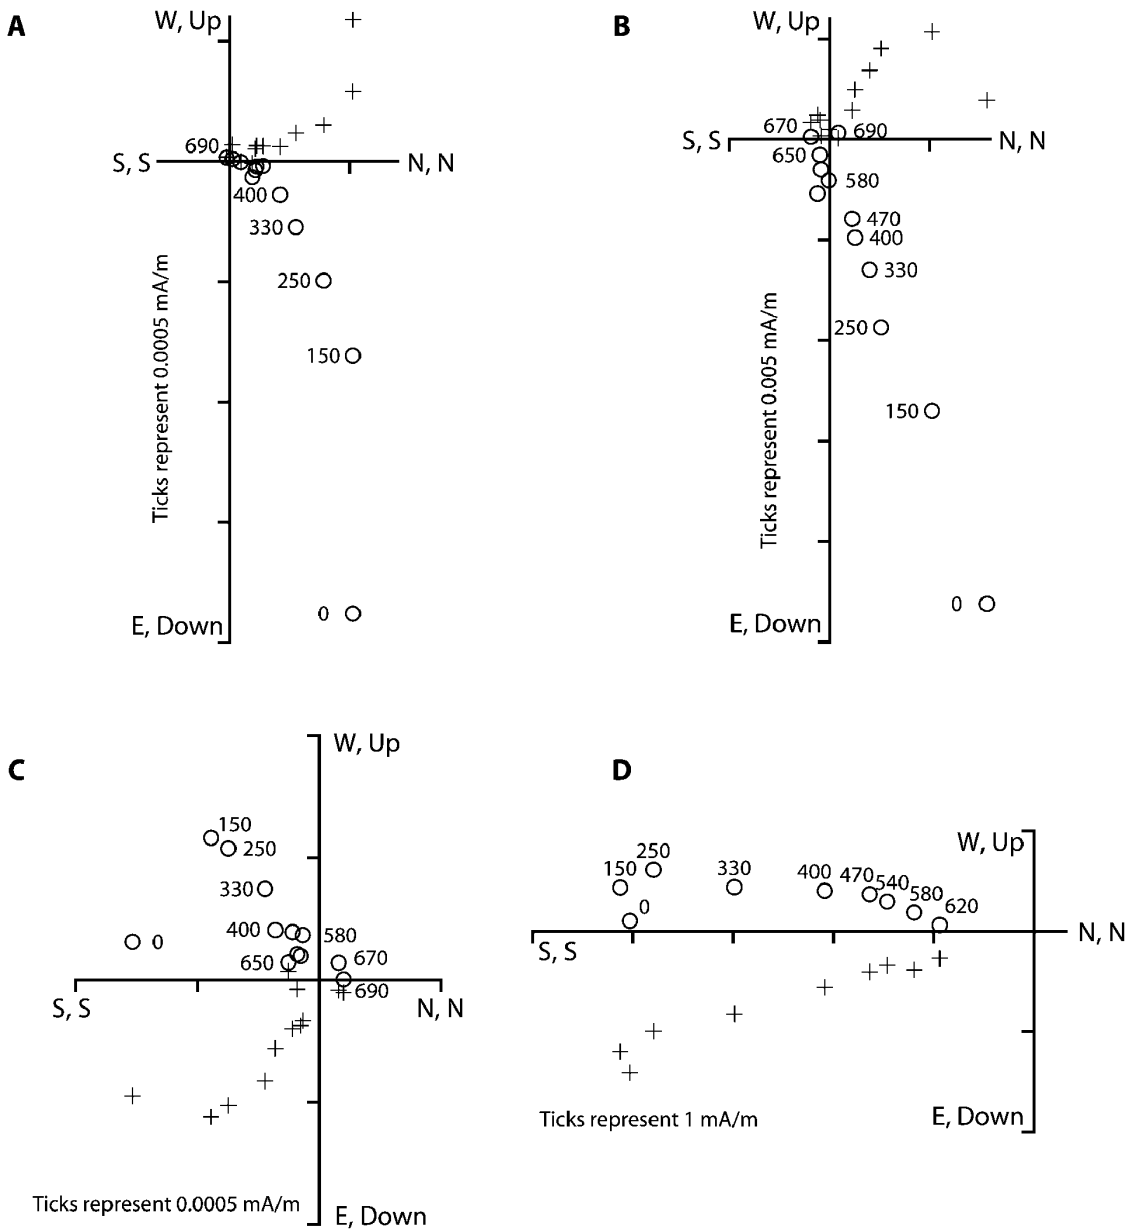 A
W, Up
690
S, S
N, N
400
330
250
150
0
Ticks represent 0.0005 mA/m
E, Down
B
W, Up
670
690
S, S
N, N
650
580
470
400
330
250
150
0
Ticks represent 0.005 mA/m
E, Down
C
W, Up
150
250
330
400
580
0
650
670
690
S, S
N, N
Ticks represent 0.0005 mA/m
E, Down
D
W, Up
250
150
330
400
470
540
580
620
0
S, S
N, N
Ticks represent 1 mA/m
E, Down